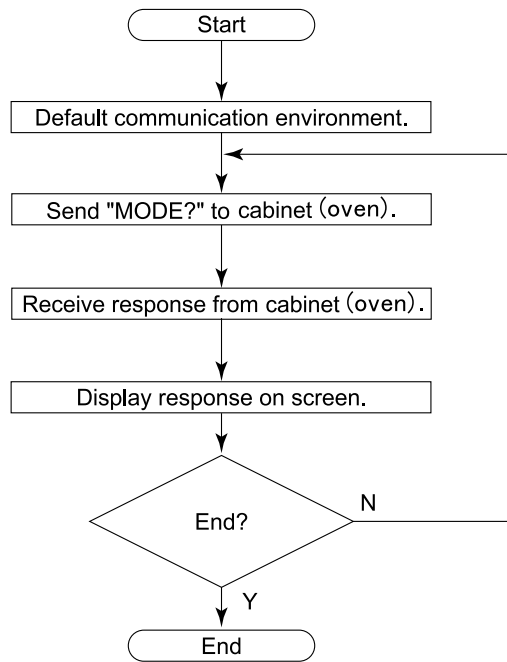 Start
Default communication environment.
Send "MODE?" to cabinet (oven).
Receive response from cabinet (oven).
Display response on screen.
End?
N
Y
End